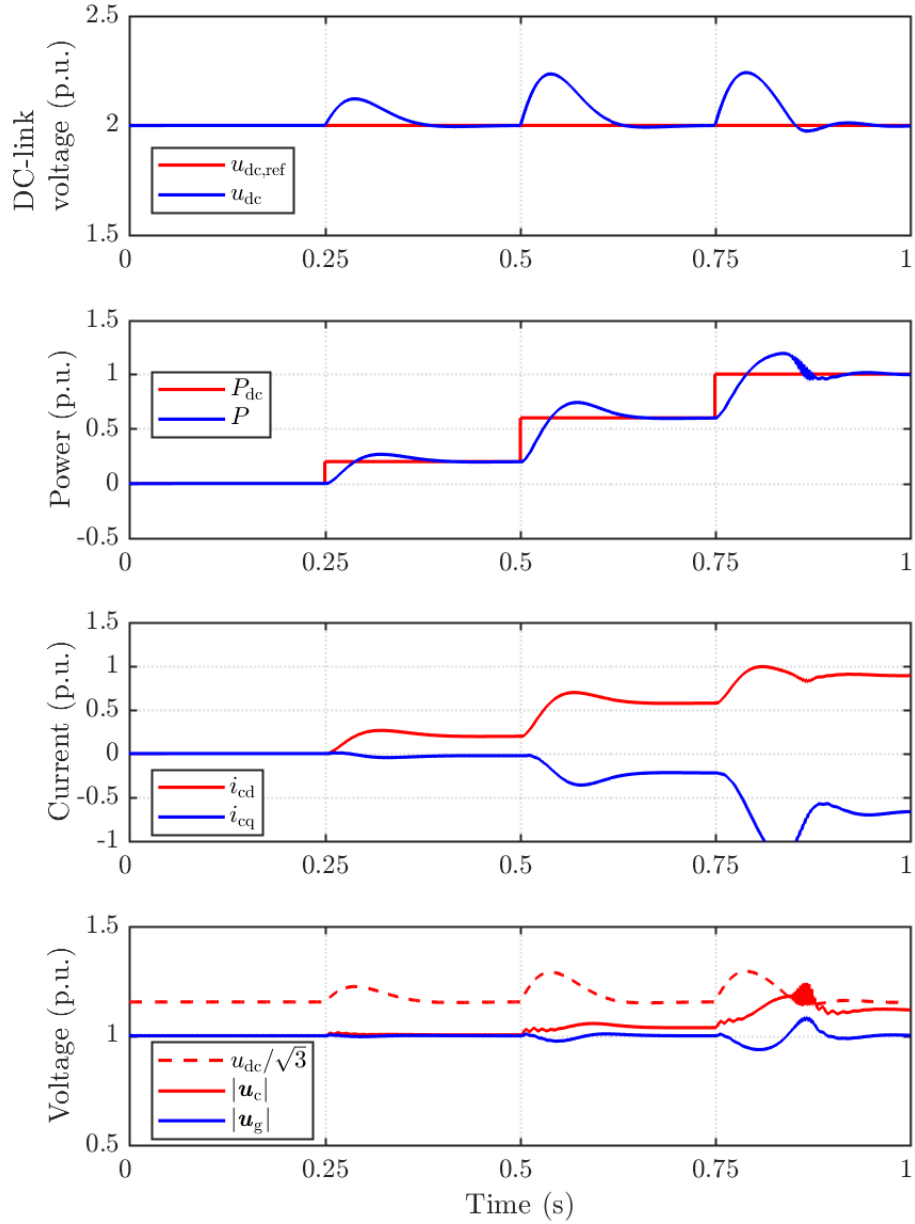 2.5
2
1.5
DC-link
voltage (p.u.)
u_dc,ref
u_dc
0 0.25 0.5 0.75 1
1.5
1
0.5
0
-0.5
Power (p.u.)
P_dc
P
0 0.25 0.5 0.75 1
1.5
1
0.5
0
-0.5
-1
Current (p.u.)
i_cd
i_cq
0 0.25 0.5 0.75 1
1.5
1
0.5
Voltage (p.u.)
u_dc/√3
|u_c|
|u_g|
0 0.25 0.5 0.75 1
Time (s)